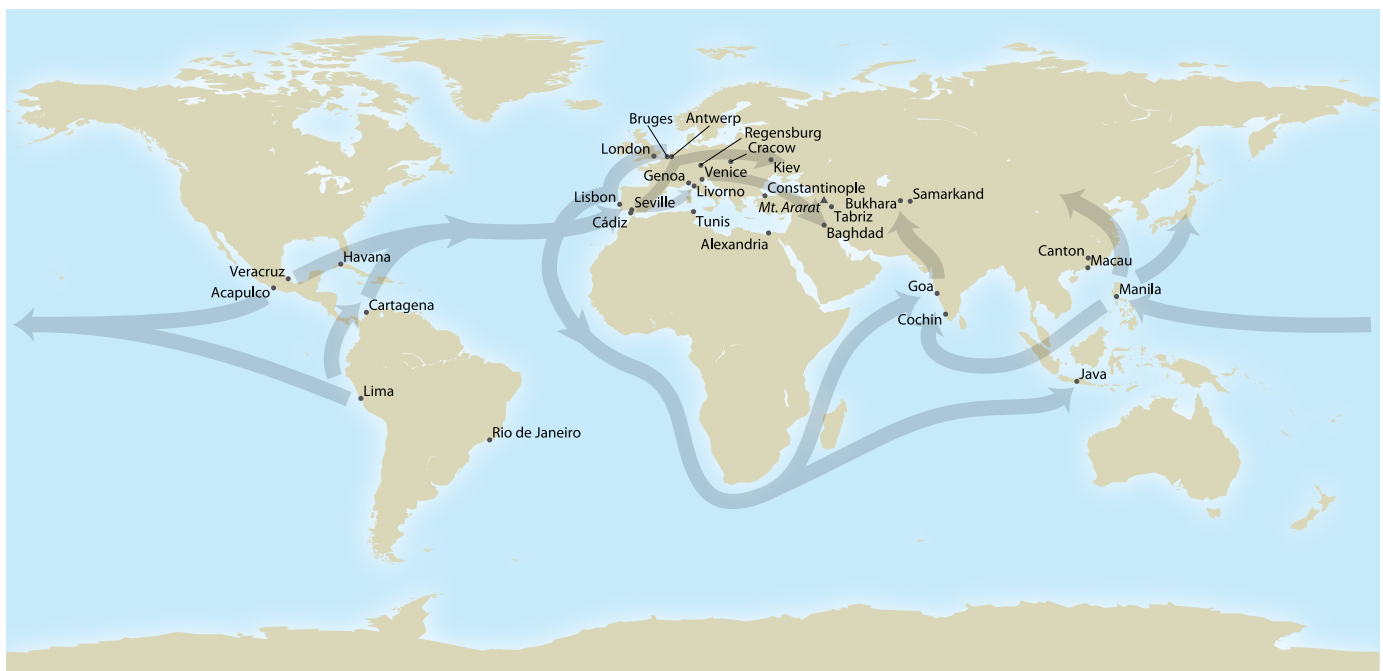 Bruges
Antwerp
Regensburg
London
Cracow
Kiev
Genoa
Venice
Livorno
Constantinople
Lisbon
Seville
Mt. Ararat
Bukhara
Samarkand
Cádiz
Tunis
Tabriz
Baghdad
Alexandria
Canton
Macau
Havana
Veracruz
Acapulco
Goa
Manila
Cartagena
Cochin
Java
Lima
Rio de Janeiro